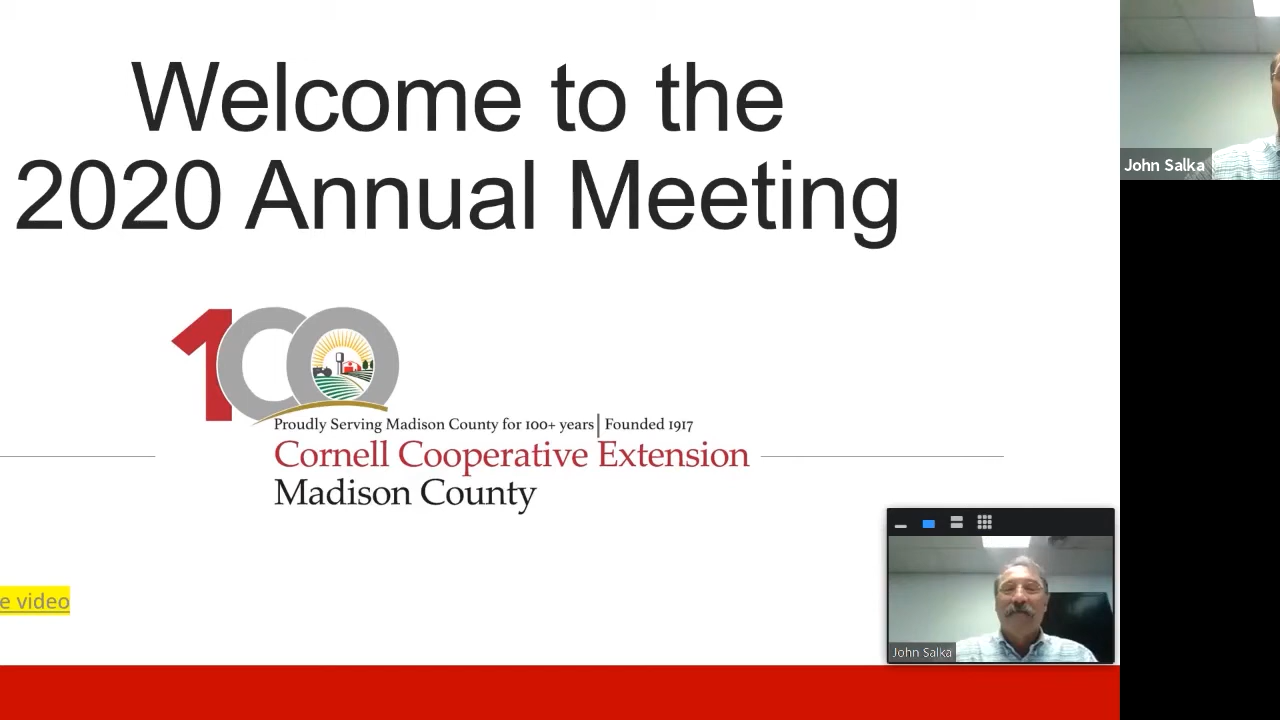 Welcome to the
2020 Annual Meeting
John Salka
100
Proudly Serving Madison County for 100+ years | Founded 1917
Cornell Cooperative Extension
Madison County
e video
John Salka